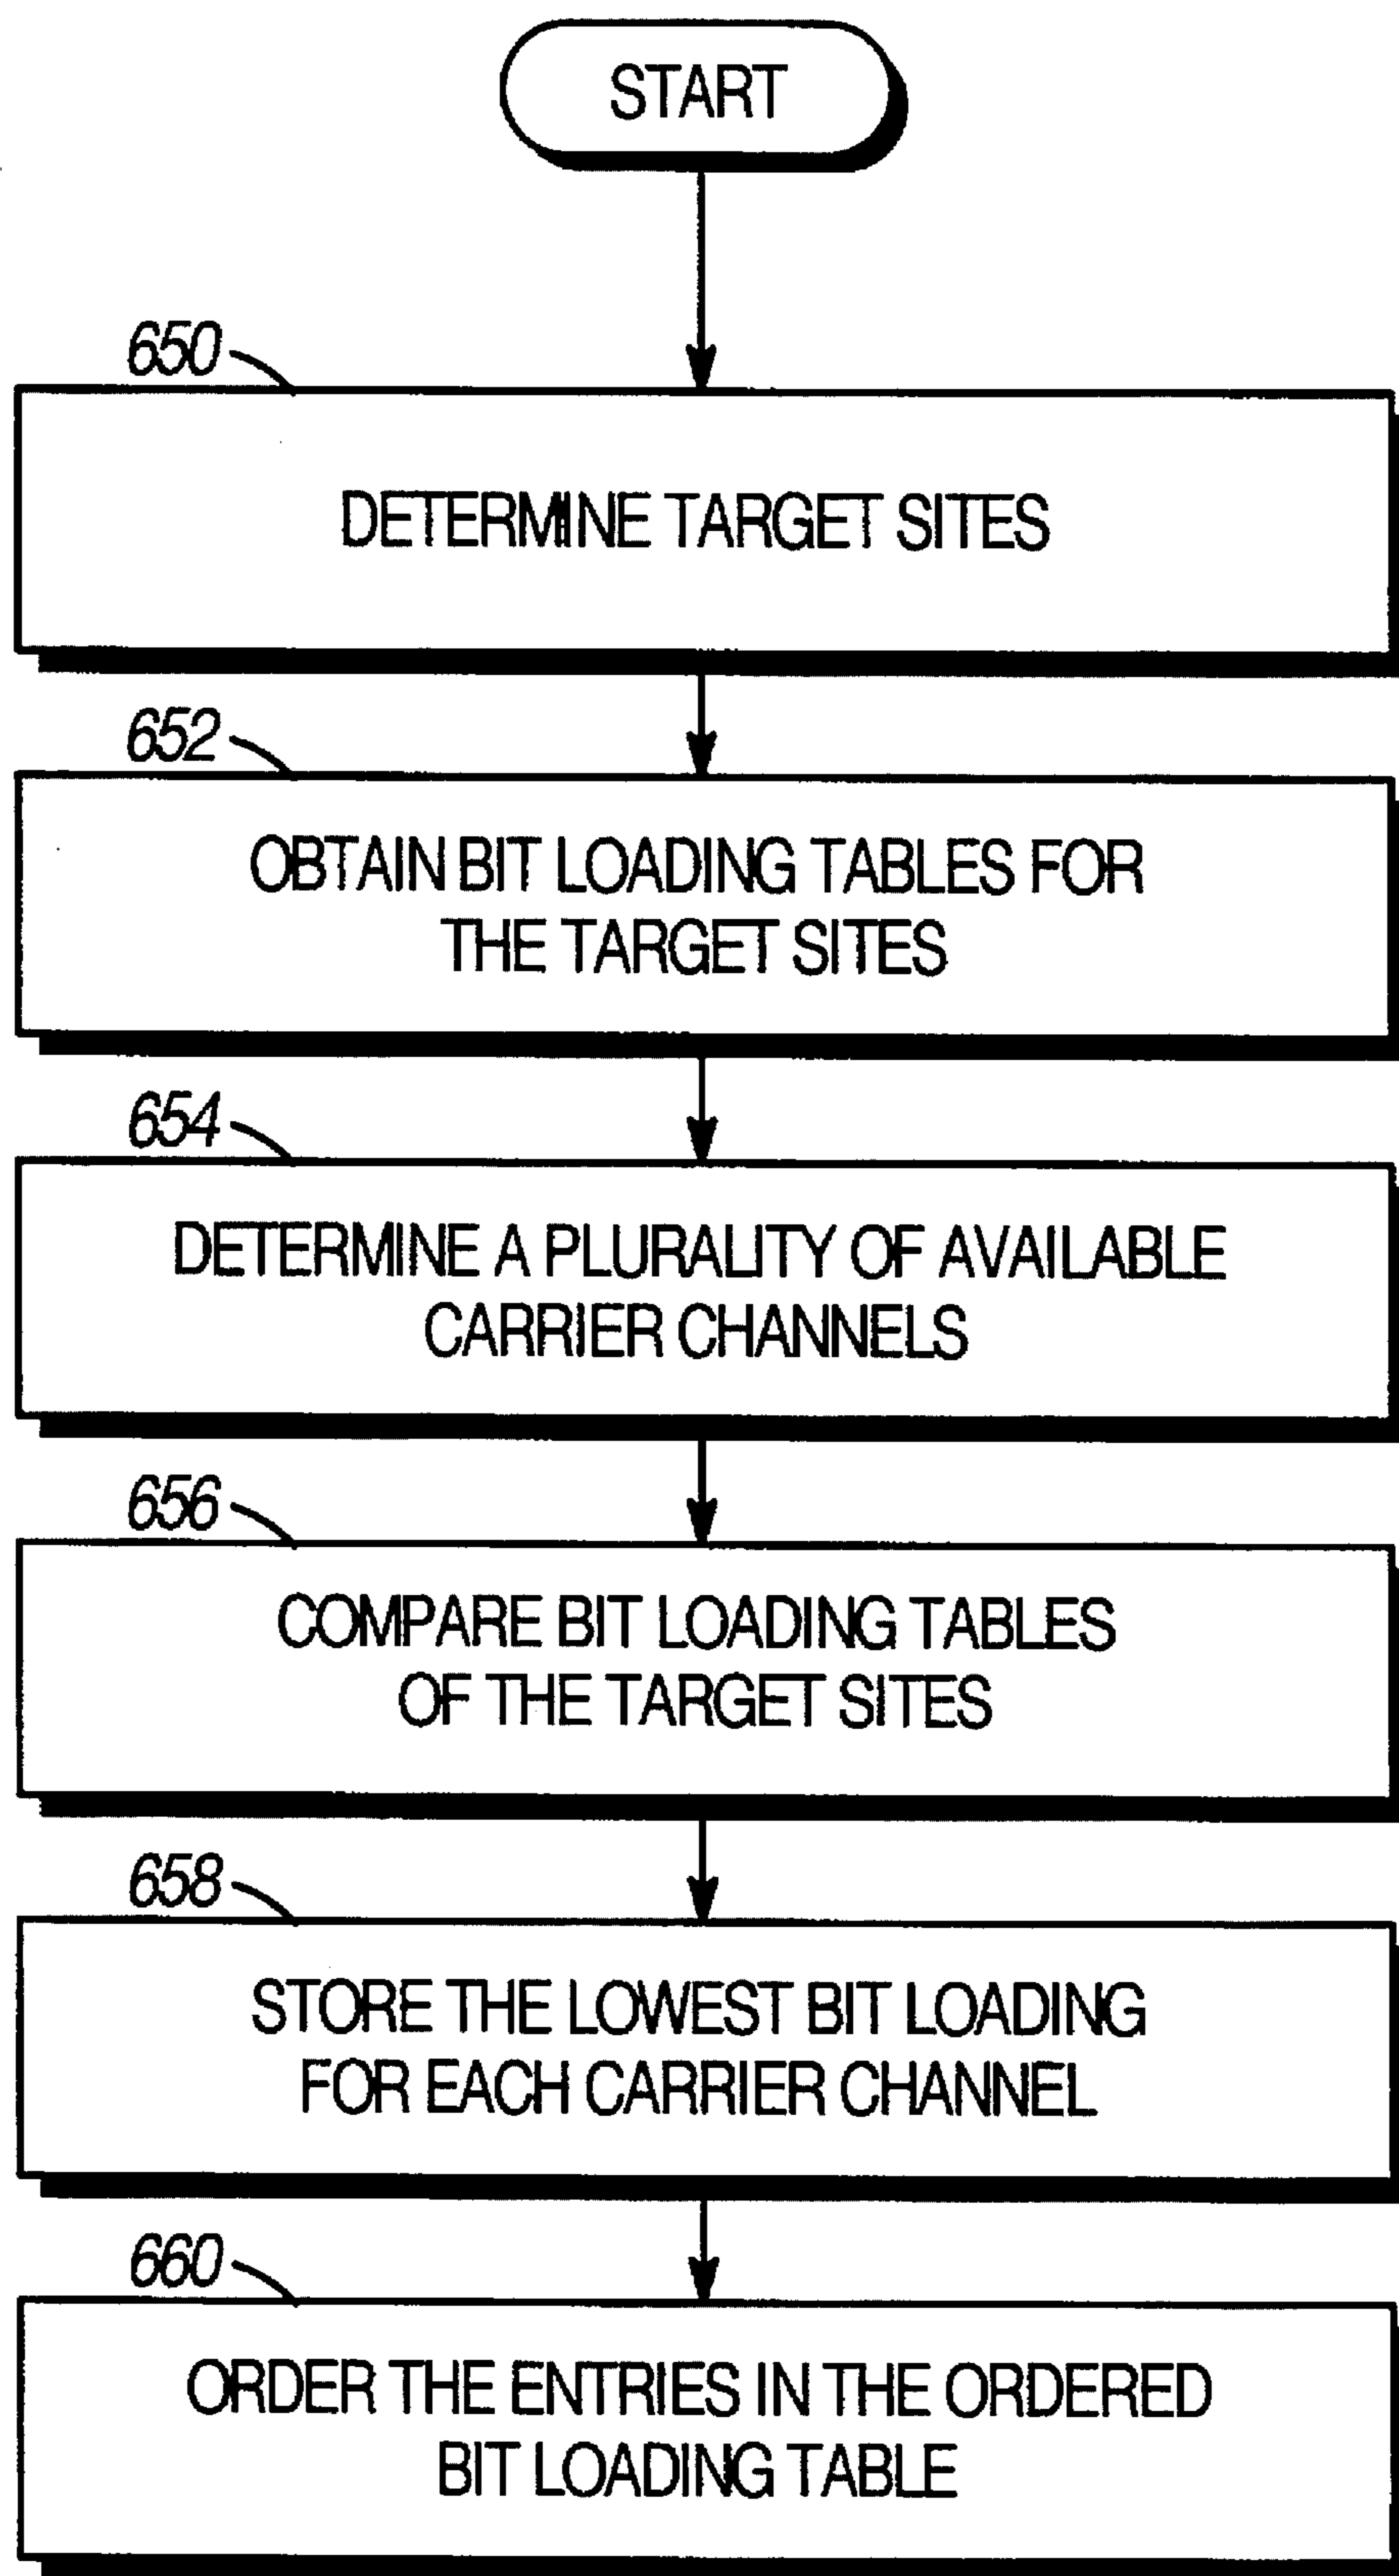 START
650
DETERMINE TARGET SITES
652
OBTAIN BIT LOADING TABLES FOR
THE TARGET SITES
654
DETERMINE A PLURALITY OF AVAILABLE
CARRIER CHANNELS
656
COMPARE BIT LOADING TABLES
OF THE TARGET SITES
658
STORE THE LOWEST BIT LOADING
FOR EACH CARRIER CHANNEL
660
ORDER THE ENTRIES IN THE ORDERED
BIT LOADING TABLE